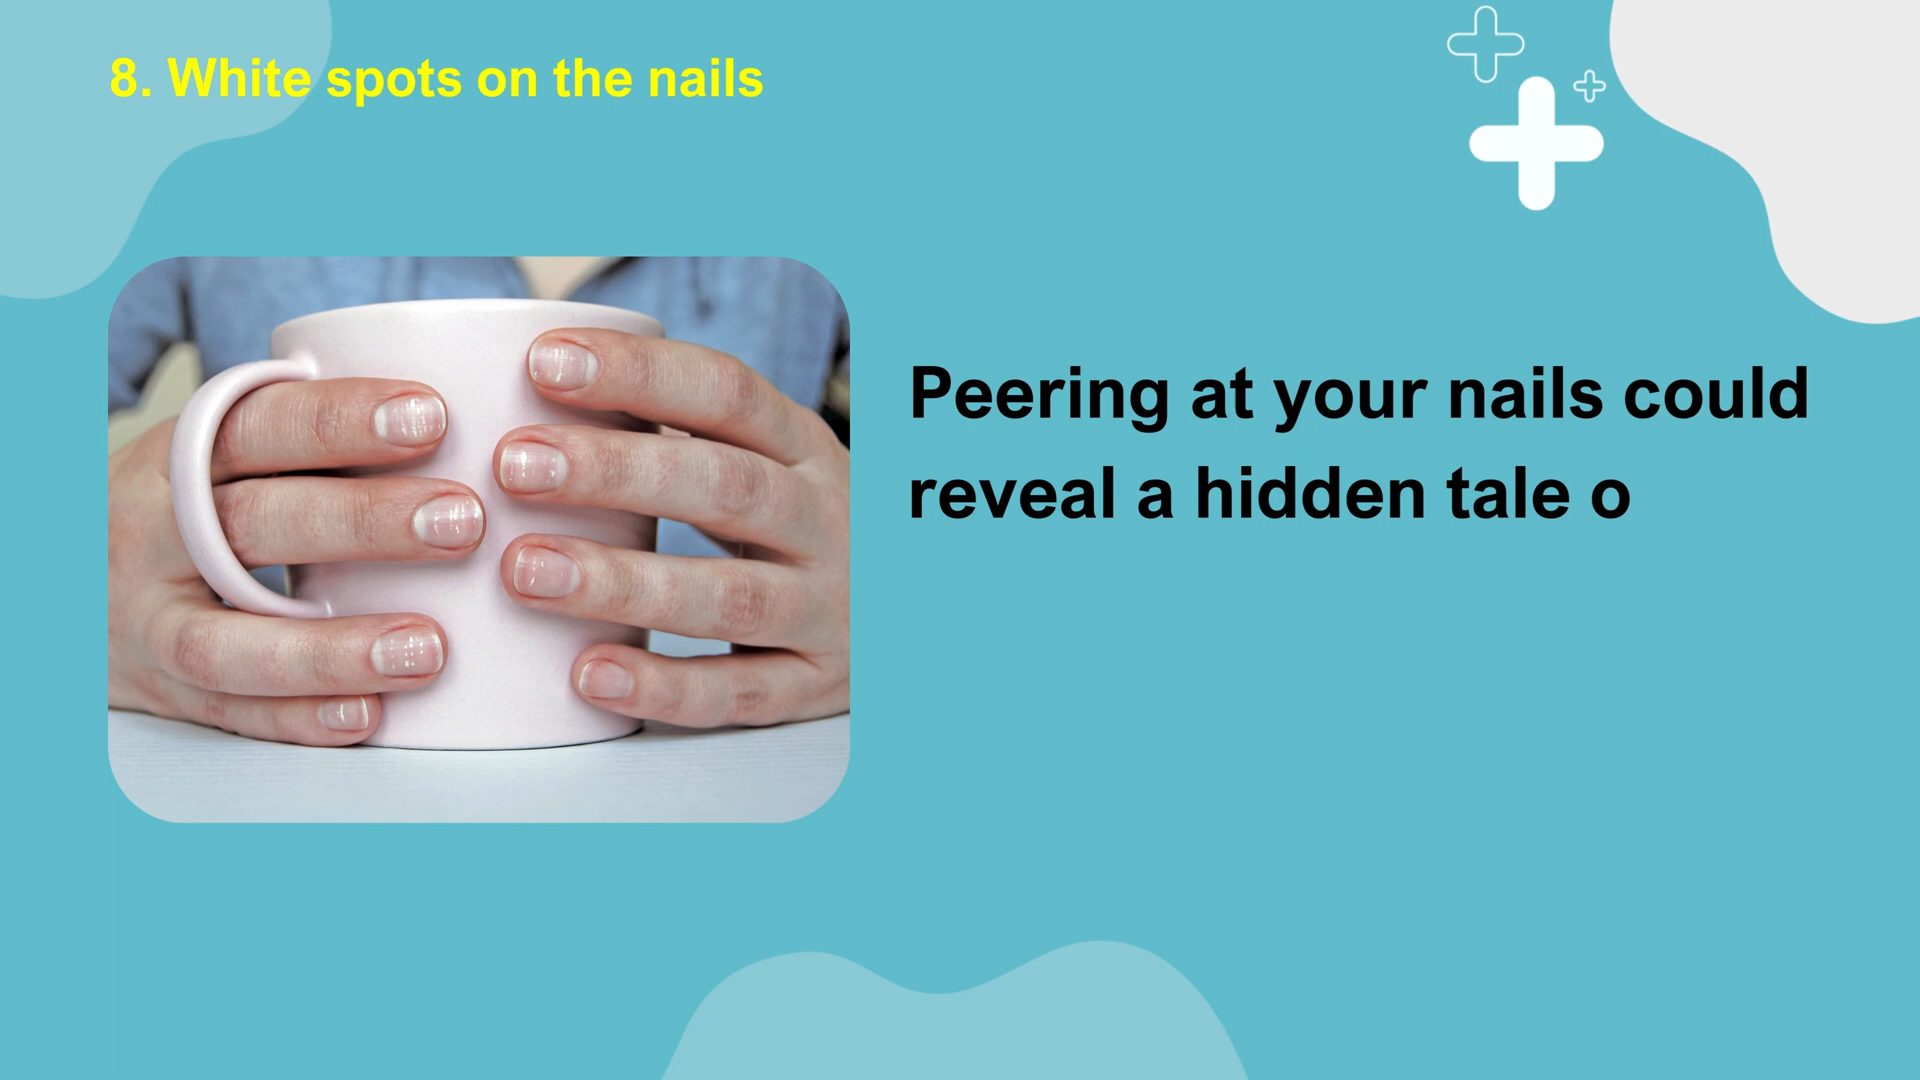 8. White spots on the nails
Peering at your nails could
reveal a hidden tale o